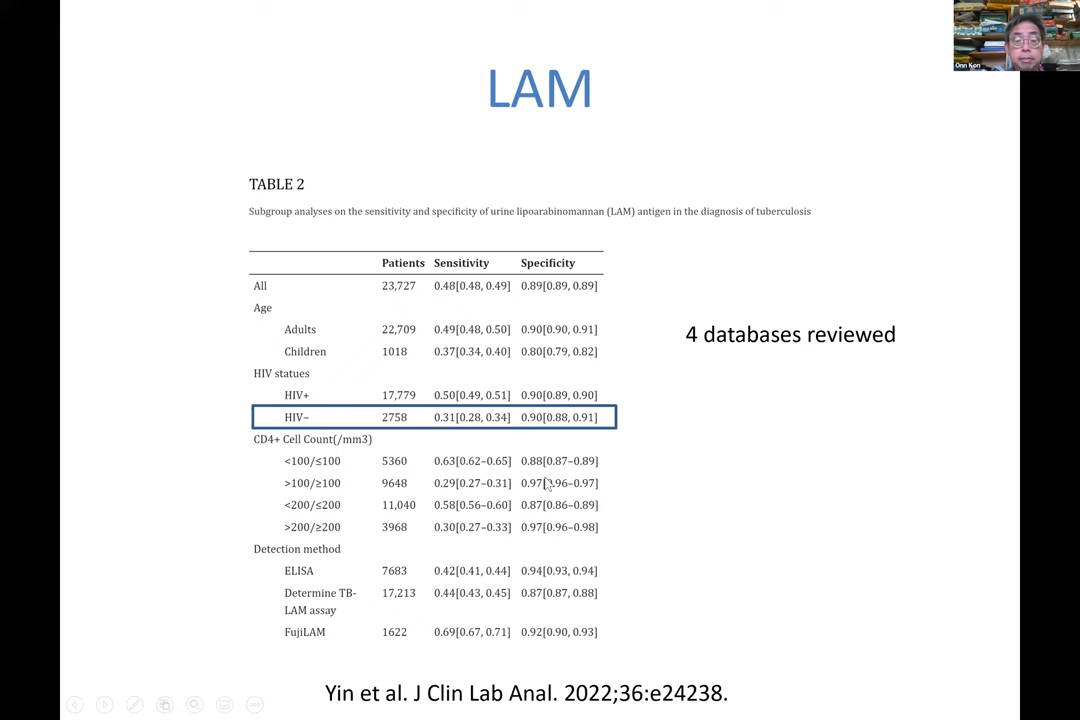 Onn Kon
LAM
TABLE 2
Subgroup analyses on the sensitivity and specificity of urine lipoarabinomannan (LAM) antigen in the diagnosis of tuberculosis
Patients Sensitivity Specificity
All 23,727 0.48[0.48, 0.49] 0.89[0.89, 0.89]
Age
Adults 22,709 0.49[0.48, 0.50] 0.90[0.90, 0.91]
4 databases reviewed
Children 1018 0.37[0.34, 0.40] 0.80[0.79, 0.82]
HIV statues
HIV+ 17,779 0.50[0.49, 0.51] 0.90[0.89, 0.90]
HIV− 2758 0.31[0.28, 0.34] 0.90[0.88, 0.91]
CD4+ Cell Count(/mm3)
<100/≤100 5360 0.63[0.62–0.65] 0.88[0.87–0.89]
>100/≥100 9648 0.29[0.27–0.31] 0.97[0.96–0.97]
<200/≤200 11,040 0.58[0.56–0.60] 0.87[0.86–0.89]
>200/≥200 3968 0.30[0.27–0.33] 0.97[0.96–0.98]
Detection method
ELISA 7683 0.42[0.41, 0.44] 0.94[0.93, 0.94]
Determine TB- 17,213 0.44[0.43, 0.45] 0.87[0.87, 0.88]
LAM assay
FujiLAM 1622 0.69[0.67, 0.71] 0.92[0.90, 0.93]
Yin et al. J Clin Lab Anal. 2022;36:e24238.